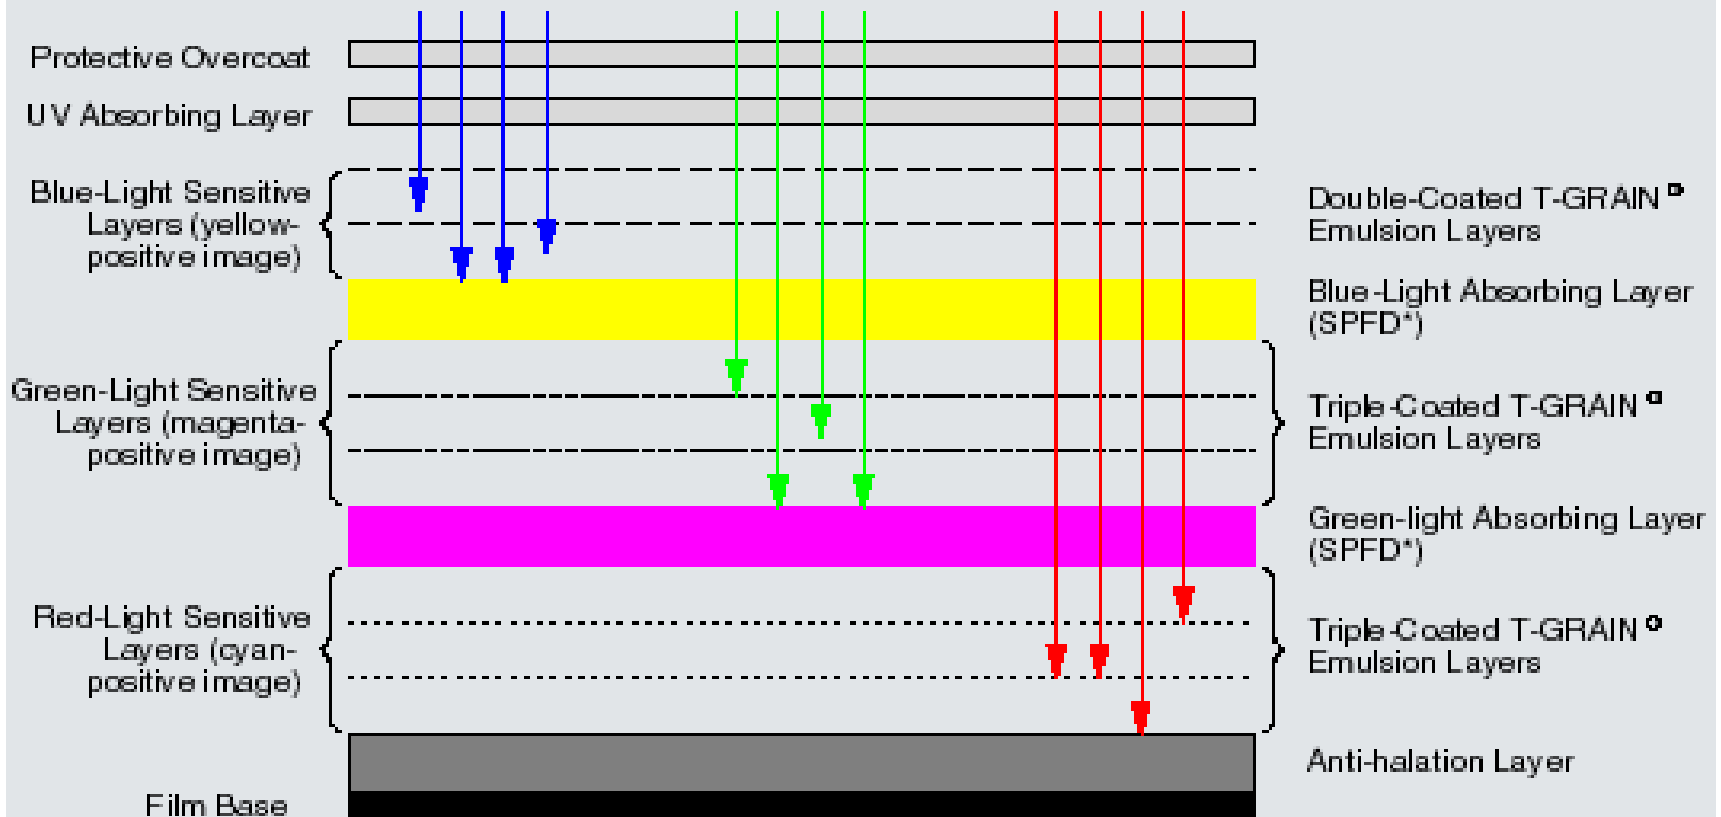 Protective Overcoat
UV Absorbing Layer
Blue-Light Sensitive
Layers (yellow-
positive image)
Double-Coated T-GRAIN
Emulsion Layers
Blue-Light Absorbing Layer
(SPFD*)
Green-Light Sensitive
Layers (magenta-
positive image)
Triple-Coated T-GRAIN
Emulsion Layers
Green-light Absorbing Layer
(SPFD*)
Red-Light Sensitive
Layers (cyan-
positive image)
Triple-Coated T-GRAIN
Emulsion Layers
Anti-halation Layer
Film Base